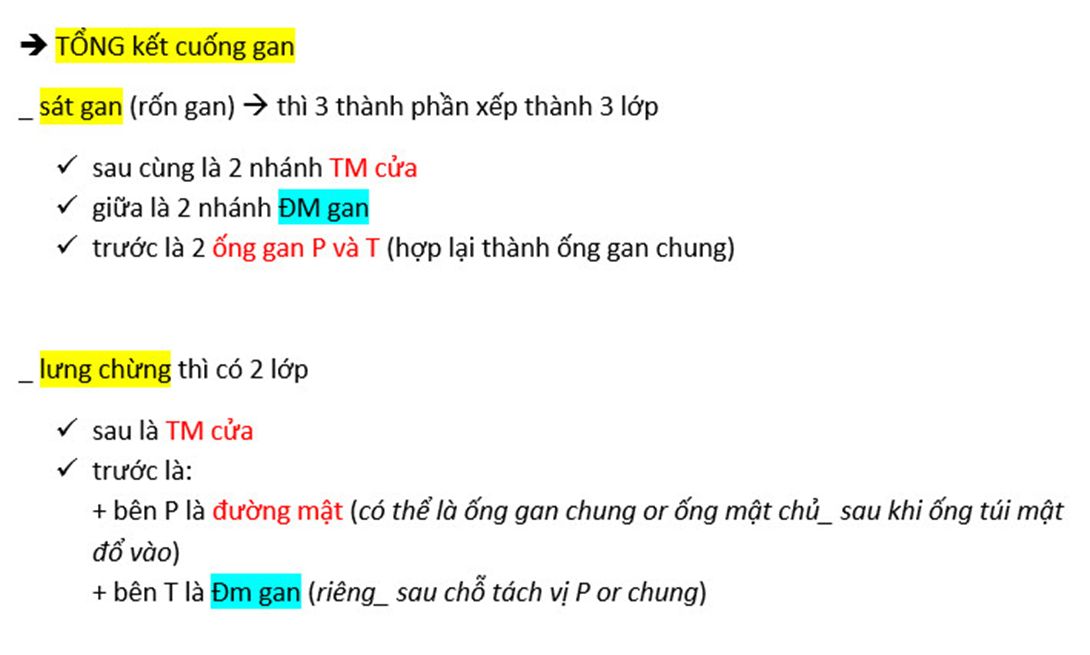 ➔ TỔNG kết cuống gan
_ sát gan (rốn gan) → thì 3 thành phần xếp thành 3 lớp
✓ sau cùng là 2 nhánh TM cửa
✓ giữa là 2 nhánh ĐM gan
✓ trước là 2 ống gan P và T (hợp lại thành ống gan chung)
_ lưng chừng thì có 2 lớp
✓ sau là TM cửa
✓ trước là:
+ bên P là đường mật (có thể là ống gan chung or ống mật chủ_ sau khi ống túi mật
đổ vào)
+ bên T là Đm gan (riêng_ sau chỗ tách vị P or chung)